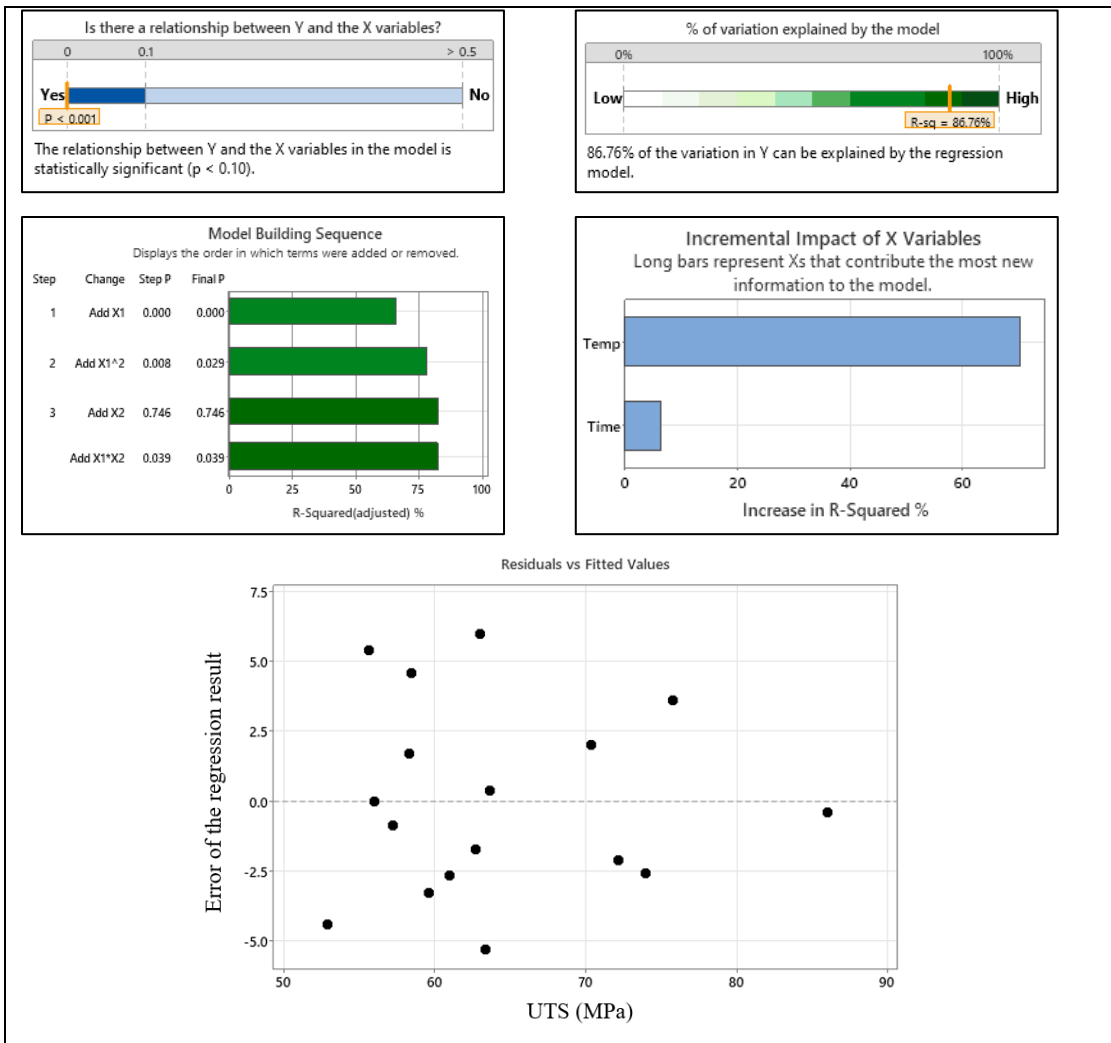 Is there a relationship between Y and the X variables?
0 0.1 > 0.5
Yes No
P < 0.001
The relationship between Y and the X variables in the model is
statistically significant (p < 0.10).
% of variation explained by the model
0% 100%
Low High
R-sq = 86.76%
86.76% of the variation in Y can be explained by the regression
model.
Model Building Sequence
Displays the order in which terms were added or removed.
Step Change Step P Final P
1 Add X1 0.000 0.000
2 Add X1^2 0.008 0.029
3 Add X2 0.746 0.746
Add X1*X2 0.039 0.039
0 25 50 75 100
R-Squared(adjusted) %
Incremental Impact of X Variables
Long bars represent Xs that contribute the most new
information to the model.
Temp
Time
0 20 40 60
Increase in R-Squared %
Residuals vs Fitted Values
Error of the regression result
7.5
5.0
2.5
0.0
-2.5
-5.0
50 60 70 80 90
UTS (MPa)